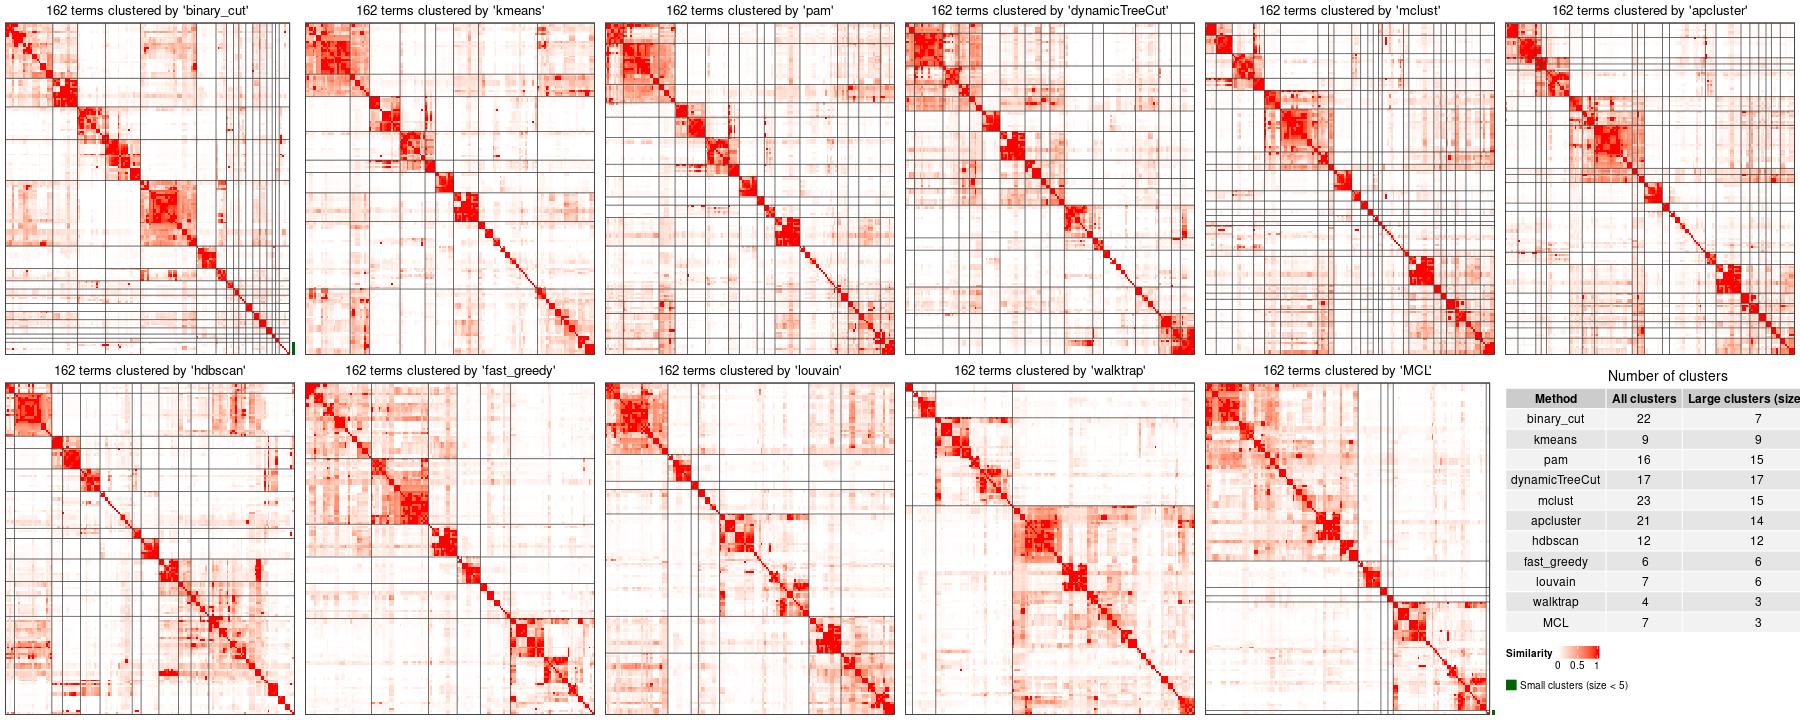 162 terms clustered by 'binary_cut'
162 terms clustered by 'kmeans'
162 terms clustered by 'pam'
162 terms clustered by 'dynamicTreeCut'
162 terms clustered by 'mclust'
162 terms clustered by 'apcluster'
162 terms clustered by 'hdbscan'
162 terms clustered by 'fast_greedy'
162 terms clustered by 'louvain'
162 terms clustered by 'walktrap'
162 terms clustered by 'MCL'
Number of clusters
Method All clusters Large clusters (size
binary_cut 22 7
kmeans 9 9
pam 16 15
dynamicTreeCut 17 17
mclust 23 15
apcluster 21 14
hdbscan 12 12
fast_greedy 6 6
louvain 7 6
walktrap 4 3
MCL 7 3
Similarity
0 0.5 1
Small clusters (size < 5)